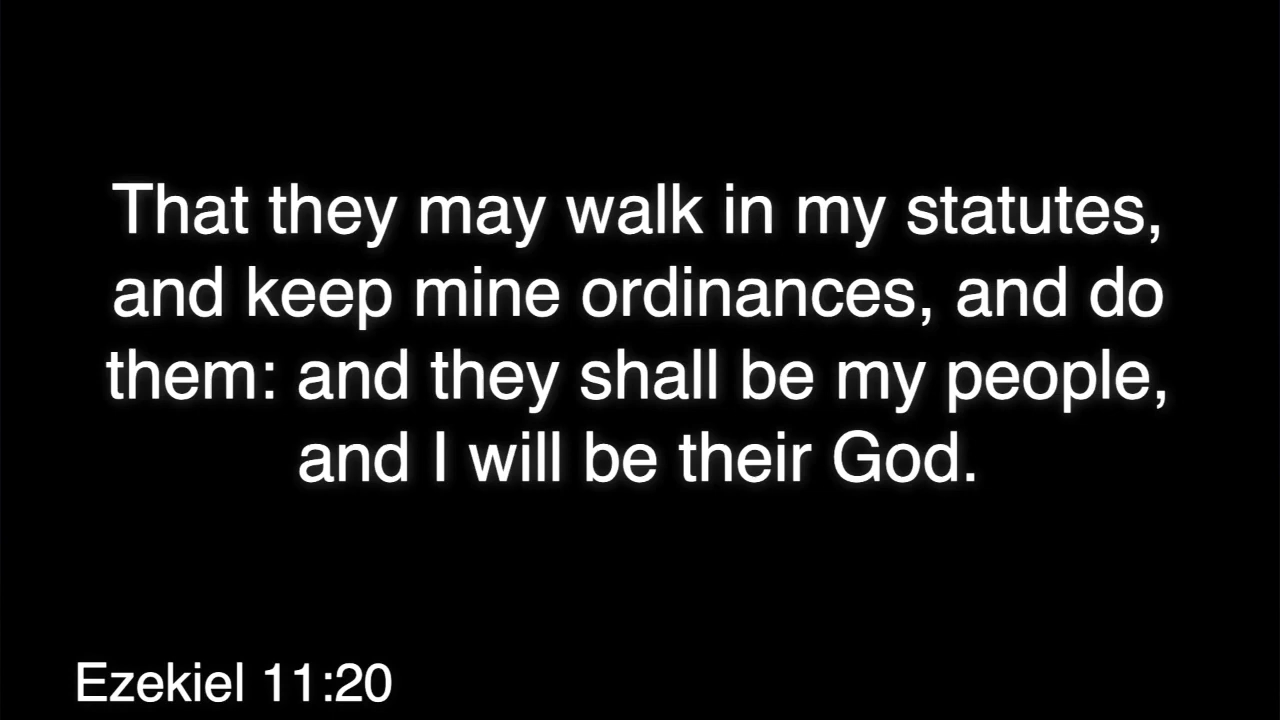 That they may walk in my statutes,
and keep mine ordinances, and do
them: and they shall be my people,
and I will be their God.
Ezekiel 11:20